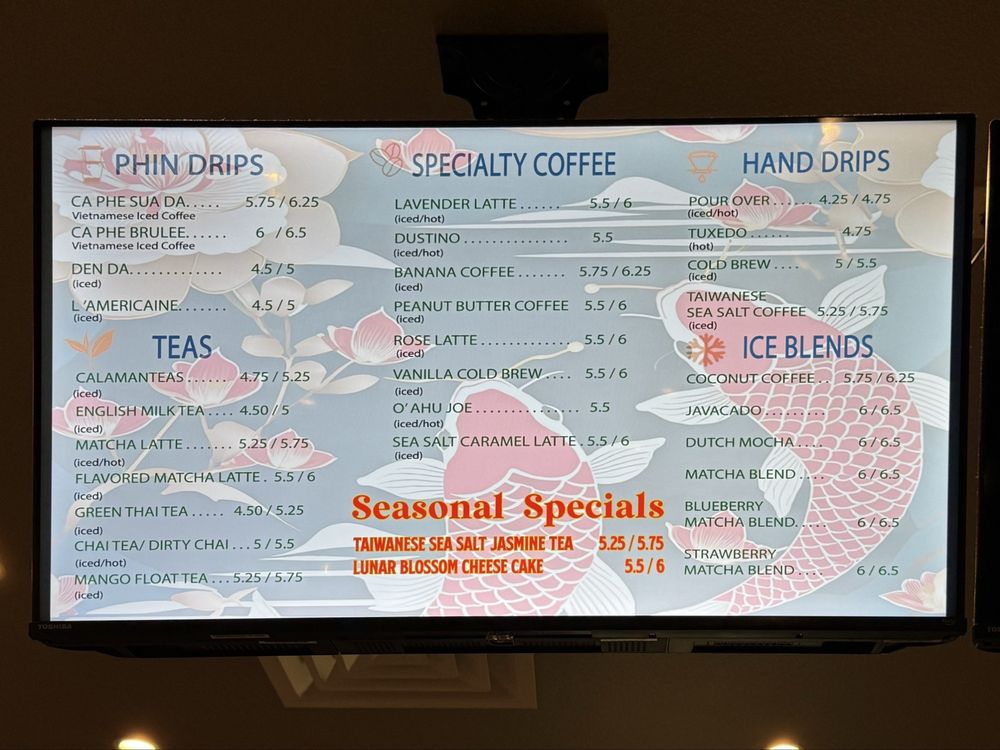 PHIN DRIPS
CA PHE SUA DA..... 5.75 / 6.25
Vietnamese Iced Coffee
CA PHE BRULEE...... 6 / 6.5
Vietnamese Iced Coffee
DEN DA............. 4.5 / 5
(iced)
L 'AMERICAINE....... 4.5 / 5
(iced)
TEAS
CALAMANTEAS...... 4.75 / 5.25
(iced)
ENGLISH MILK TEA .... 4.50 / 5
(iced)
MATCHA LATTE ....... 5.25 / 5.75
(iced/hot)
FLAVORED MATCHA LATTE . 5.5 / 6
(iced)
GREEN THAI TEA ..... 4.50 / 5.25
(iced)
CHAI TEA/ DIRTY CHAI ... 5 / 5.5
(iced/hot)
MANGO FLOAT TEA ... 5.25 / 5.75
(iced)
SPECIALTY COFFEE
LAVENDER LATTE ...... 5.5 / 6
(iced/hot)
DUSTINO .............. 5.5
(iced/hot)
BANANA COFFEE ....... 5.75 / 6.25
(iced)
PEANUT BUTTER COFFEE 5.5 / 6
(iced)
ROSE LATTE ............ 5.5 / 6
(iced)
VANILLA COLD BREW .... 5.5 / 6
(iced)
O' AHU JOE............. 5.5
(iced/hot)
SEA SALT CARAMEL LATTE . 5.5 / 6
(iced)
Seasonal Specials
TAIWANESE SEA SALT JASMINE TEA 5.25 / 5.75
LUNAR BLOSSOM CHEESE CAKE 5.5 / 6
HAND DRIPS
POUR OVER ...... 4.25 / 4.75
(iced/hot)
TUXEDO ...... 4.75
(hot)
COLD BREW .... 5 / 5.5
(iced)
TAIWANESE
SEA SALT COFFEE 5.25 / 5.75
(iced)
ICE BLENDS
COCONUT COFFEE . . 5.75 / 6.25
JAVACADO ......... 6 / 6.5
DUTCH MOCHA .... 6 / 6.5
MATCHA BLEND .... 6 / 6.5
BLUEBERRY
MATCHA BLEND..... 6 / 6.5
STRAWBERRY
MATCHA BLEND .... 6 / 6.5
TOSHIBA